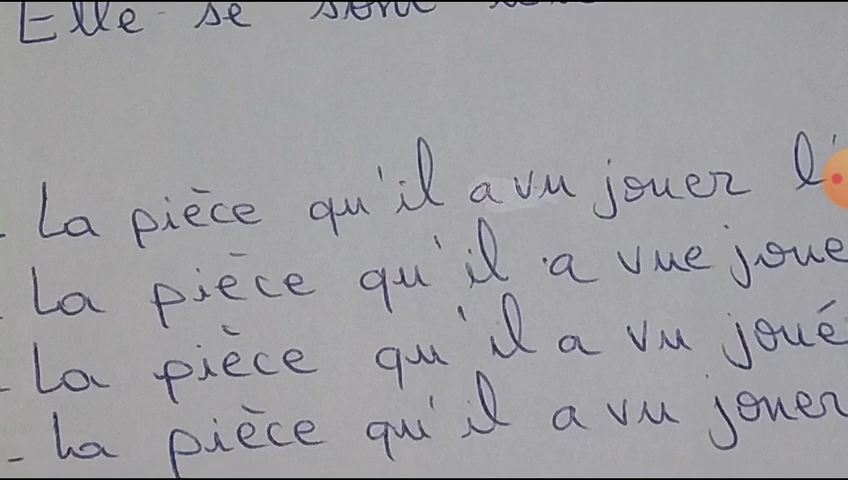 Elle se sont
- La pièce qu'il a vu jouer l'
- La pièce qu'il a vue joue
- La pièce qu'il a vu joué
- La pièce qu'il a vu jouer